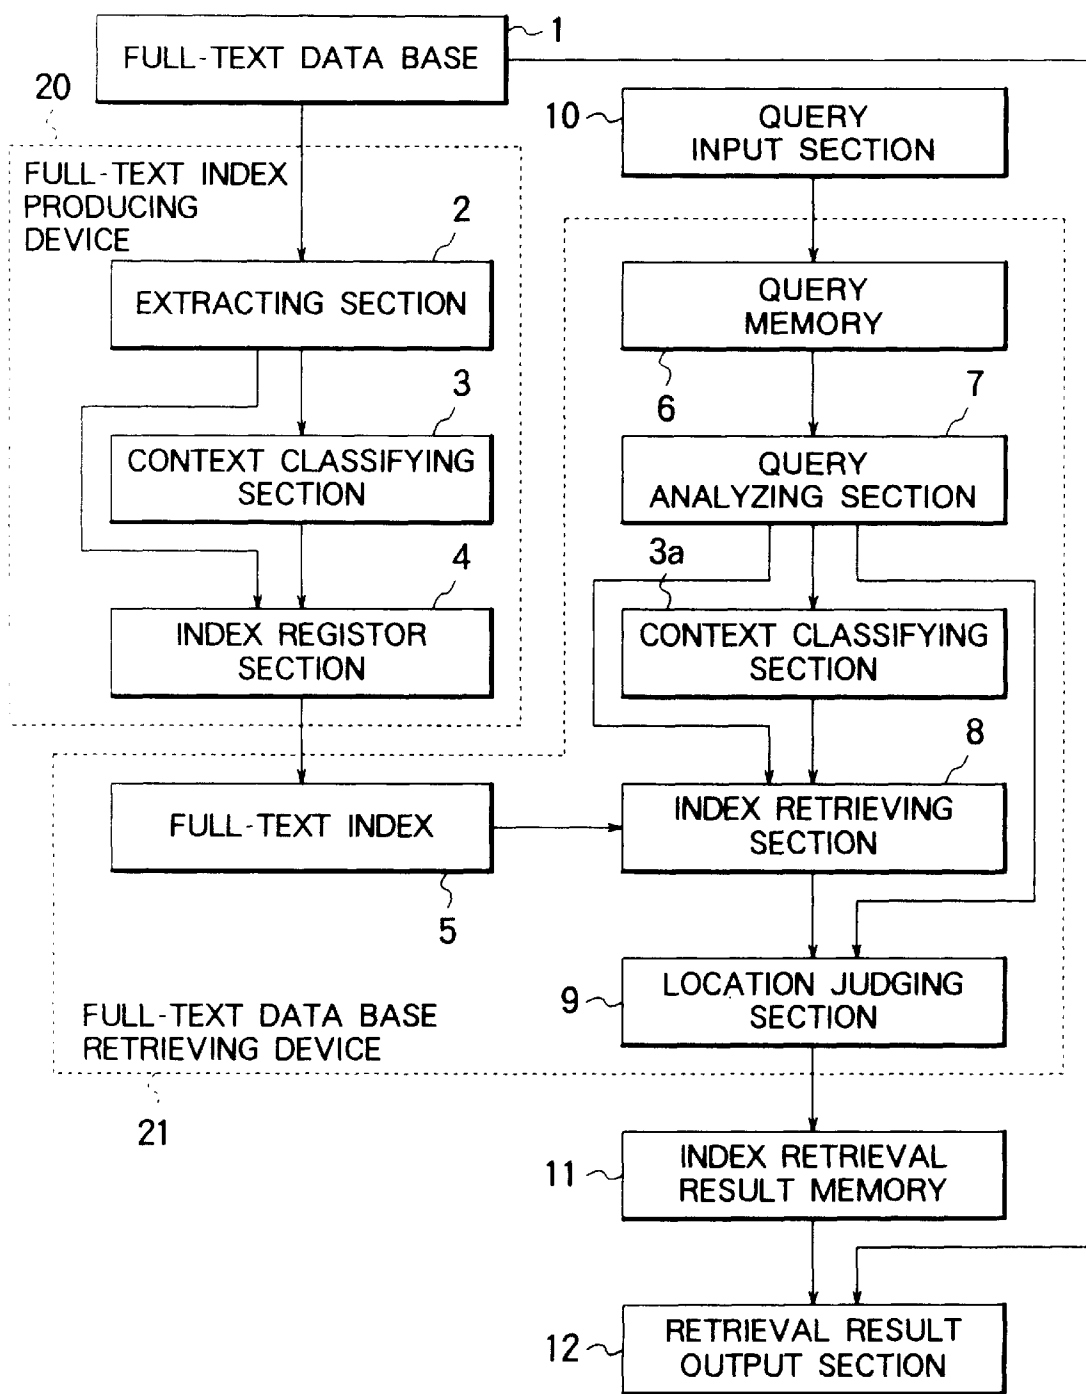 1
FULL-TEXT DATA BASE
20
10
QUERY
INPUT SECTION
FULL-TEXT INDEX
PRODUCING
DEVICE
2
EXTRACTING SECTION
QUERY
MEMORY
6
3
7
CONTEXT CLASSIFYING
SECTION
QUERY
ANALYZING SECTION
4
3a
INDEX REGISTOR
SECTION
CONTEXT CLASSIFYING
SECTION
8
FULL-TEXT INDEX
5
INDEX RETRIEVING
SECTION
9
LOCATION JUDGING
SECTION
FULL-TEXT DATA BASE
RETRIEVING DEVICE
21
11
INDEX RETRIEVAL
RESULT MEMORY
12
RETRIEVAL RESULT
OUTPUT SECTION